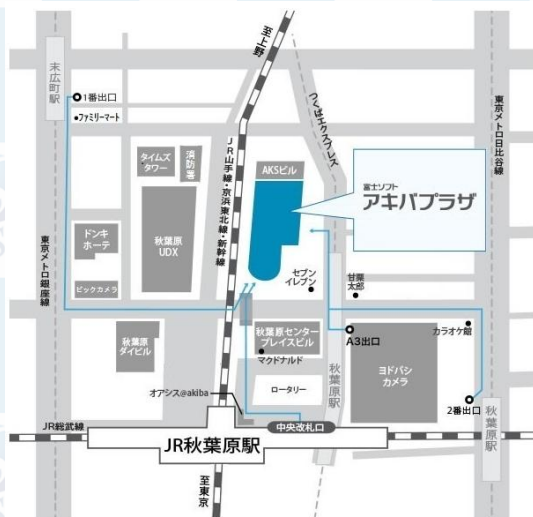 至上野
末広町駅
1番出口
ファミリーマート
つくばエクスプレス
東京メトロ日比谷線
タイムズ
タワー
消防署
JR山手線・京浜東北線・新幹線
AKSビル
富士ソフト
アキバプラザ
ドンキ
ホーテ
秋葉原
UDX
東京メトロ銀座線
ビックカメラ
セブン
イレブン
甘栗
太郎
秋葉原
ダイビル
秋葉原センター
プレイスビル
マクドナルド
A3出口
カラオケ館
ヨドバシ
カメラ
オアシス@akiba
ロータリー
秋葉原駅
2番出口
秋葉原駅
JR総武線
中央改札口
JR秋葉原駅
至東京